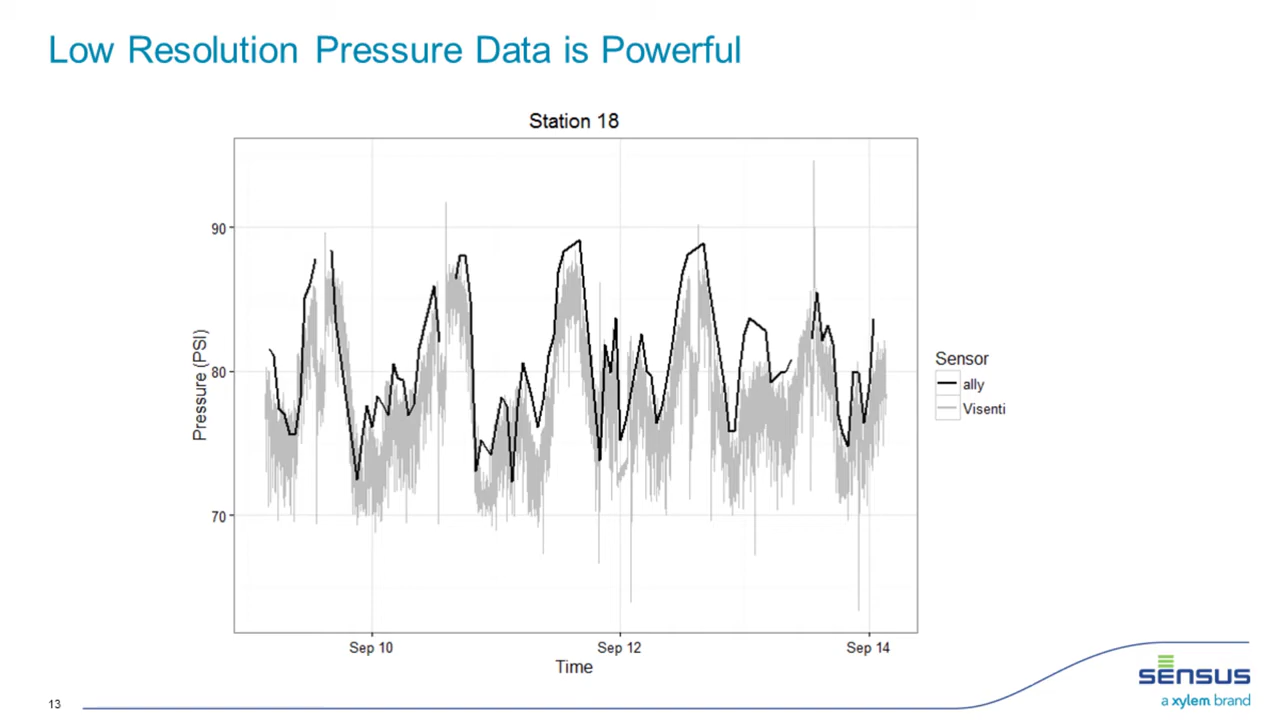 Low Resolution Pressure Data is Powerful
Station 18
90
80
70
Pressure (PSI)
Sep 10
Sep 12
Sep 14
Time
Sensor
ally
Visenti
13
SENSUS
a xylem brand